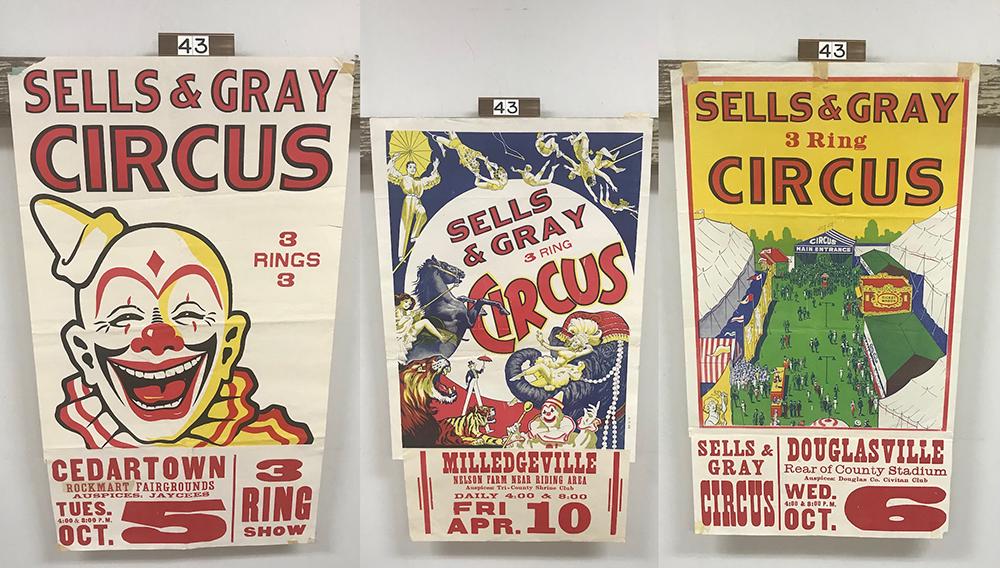 43
SELLS & GRAY
CIRCUS
3
RINGS
3
CEDARTOWN
ROCKMART FAIRGROUNDS
AUSPICES, JAYCEES
TUES.
4:00 & 8:00 P.M.
OCT. 5
3
RING
SHOW
43
SELLS
& GRAY
3 RING
CIRCUS
MILLEDGEVILLE
NELSON FARM NEAR RIDING AREA
Auspices: Tri-County Shrine Club
DAILY 4:00 & 8:00
FRI
APR. 10
43
SELLS & GRAY
3 Ring
CIRCUS
CIRCUS
MAIN ENTRANCE
TICKET
WAGON
SELLS &
GRAY
CIRCUS
DOUGLASVILLE
Rear of County Stadium
Auspices: Douglas Co. Civitan Club
WED.
4:00 & 8:00 P.M.
OCT. 6